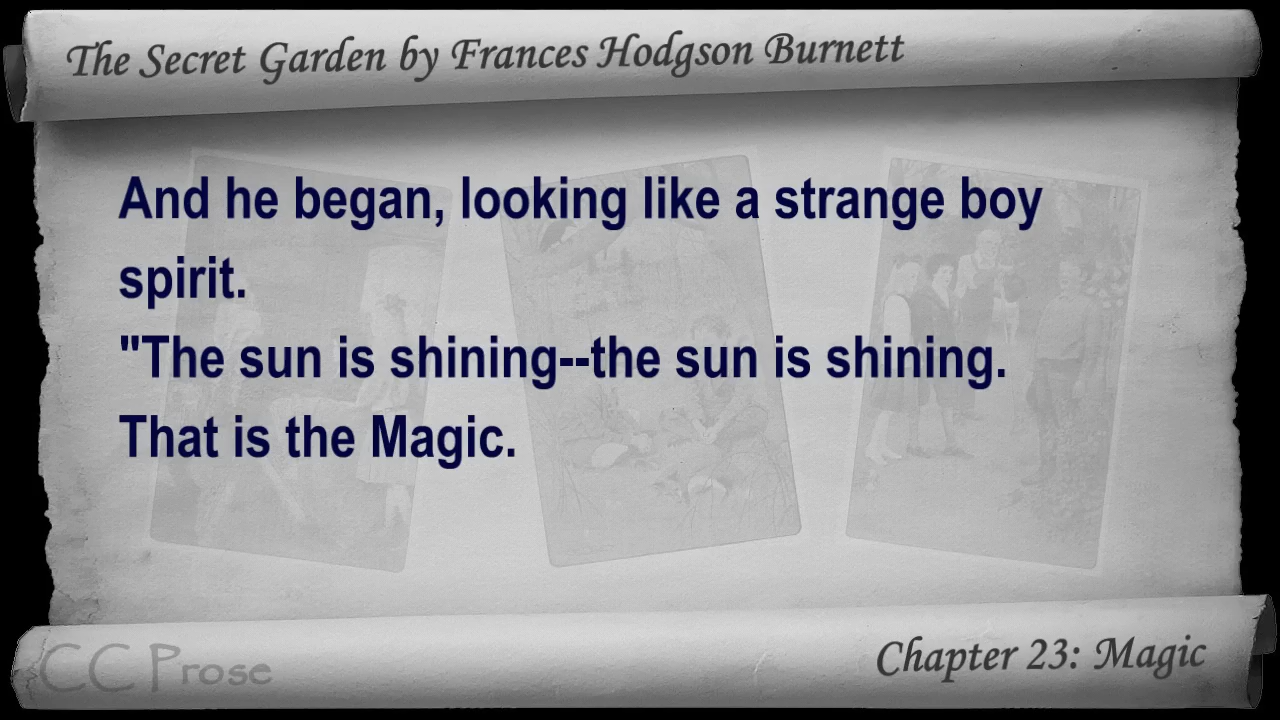 The Secret Garden by Frances Hodgson Burnett
And he began, looking like a strange boy
spirit.
"The sun is shining--the sun is shining.
That is the Magic.
CC Prose
Chapter 23: Magic